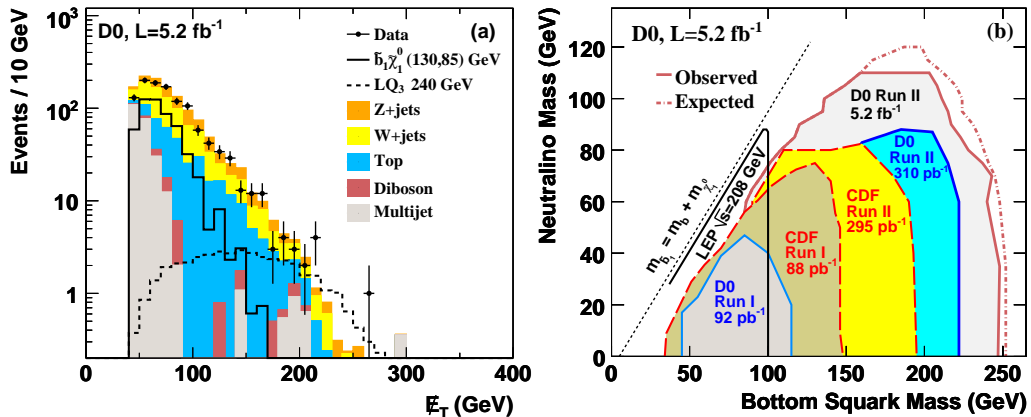 D0, L=5.2 fb⁻¹
(a)
Data
b̃₁χ̃₁⁰ (130,85) GeV
LQ₃ 240 GeV
Z+jets
W+jets
Top
Diboson
Multijet
Events / 10 GeV
10³
10²
10
1
0 100 200 300 400
E̸_T (GeV)
D0, L=5.2 fb⁻¹
(b)
Observed
Expected
D0 Run II
5.2 fb⁻¹
D0
Run II
310 pb⁻¹
CDF
Run II
295 pb⁻¹
CDF
Run I
88 pb⁻¹
D0
Run I
92 pb⁻¹
m_b̃₁ = m_b + m_χ̃₁⁰
LEP √s=208 GeV
Neutralino Mass (GeV)
120
100
80
60
40
20
0
0 50 100 150 200 250
Bottom Squark Mass (GeV)